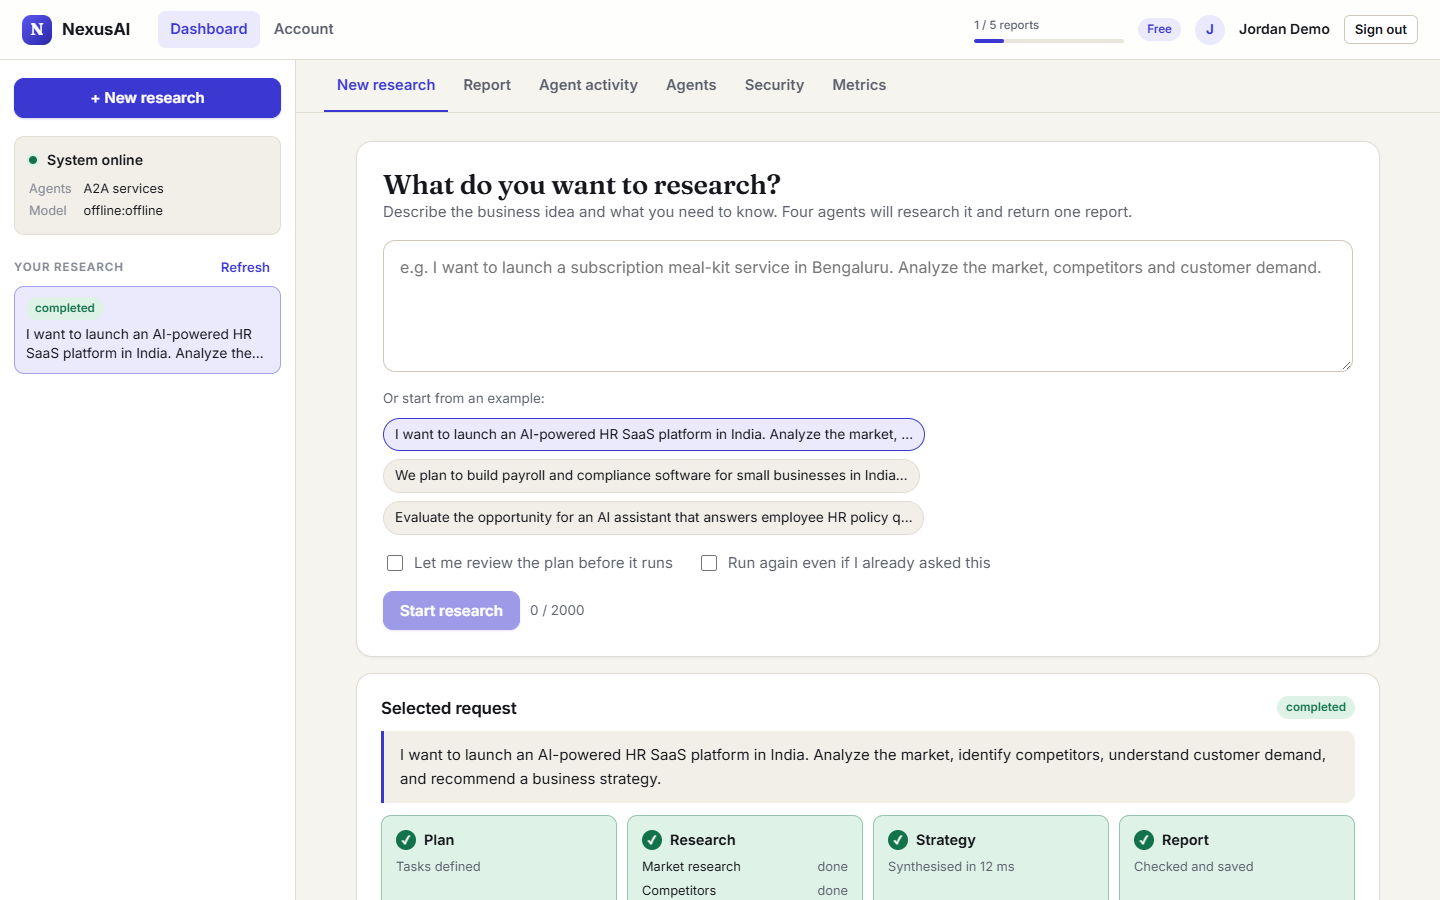 N NexusAI
Dashboard
Account
1 / 5 reports
Free
J
Jordan Demo
Sign out
+ New research
System online
Agents A2A services
Model offline:offline
YOUR RESEARCH
Refresh
completed
I want to launch an AI-powered HR
SaaS platform in India. Analyze the...
New research
Report
Agent activity
Agents
Security
Metrics
What do you want to research?
Describe the business idea and what you need to know. Four agents will research it and return one report.
e.g. I want to launch a subscription meal-kit service in Bengaluru. Analyze the market, competitors and customer demand.
Or start from an example:
I want to launch an AI-powered HR SaaS platform in India. Analyze the market, ...
We plan to build payroll and compliance software for small businesses in India...
Evaluate the opportunity for an AI assistant that answers employee HR policy q...
Let me review the plan before it runs
Run again even if I already asked this
Start research
0 / 2000
Selected request
completed
I want to launch an AI-powered HR SaaS platform in India. Analyze the market, identify competitors, understand customer demand,
and recommend a business strategy.
Plan
Tasks defined
Research
Market research done
Competitors done
Strategy
Synthesised in 12 ms
Report
Checked and saved